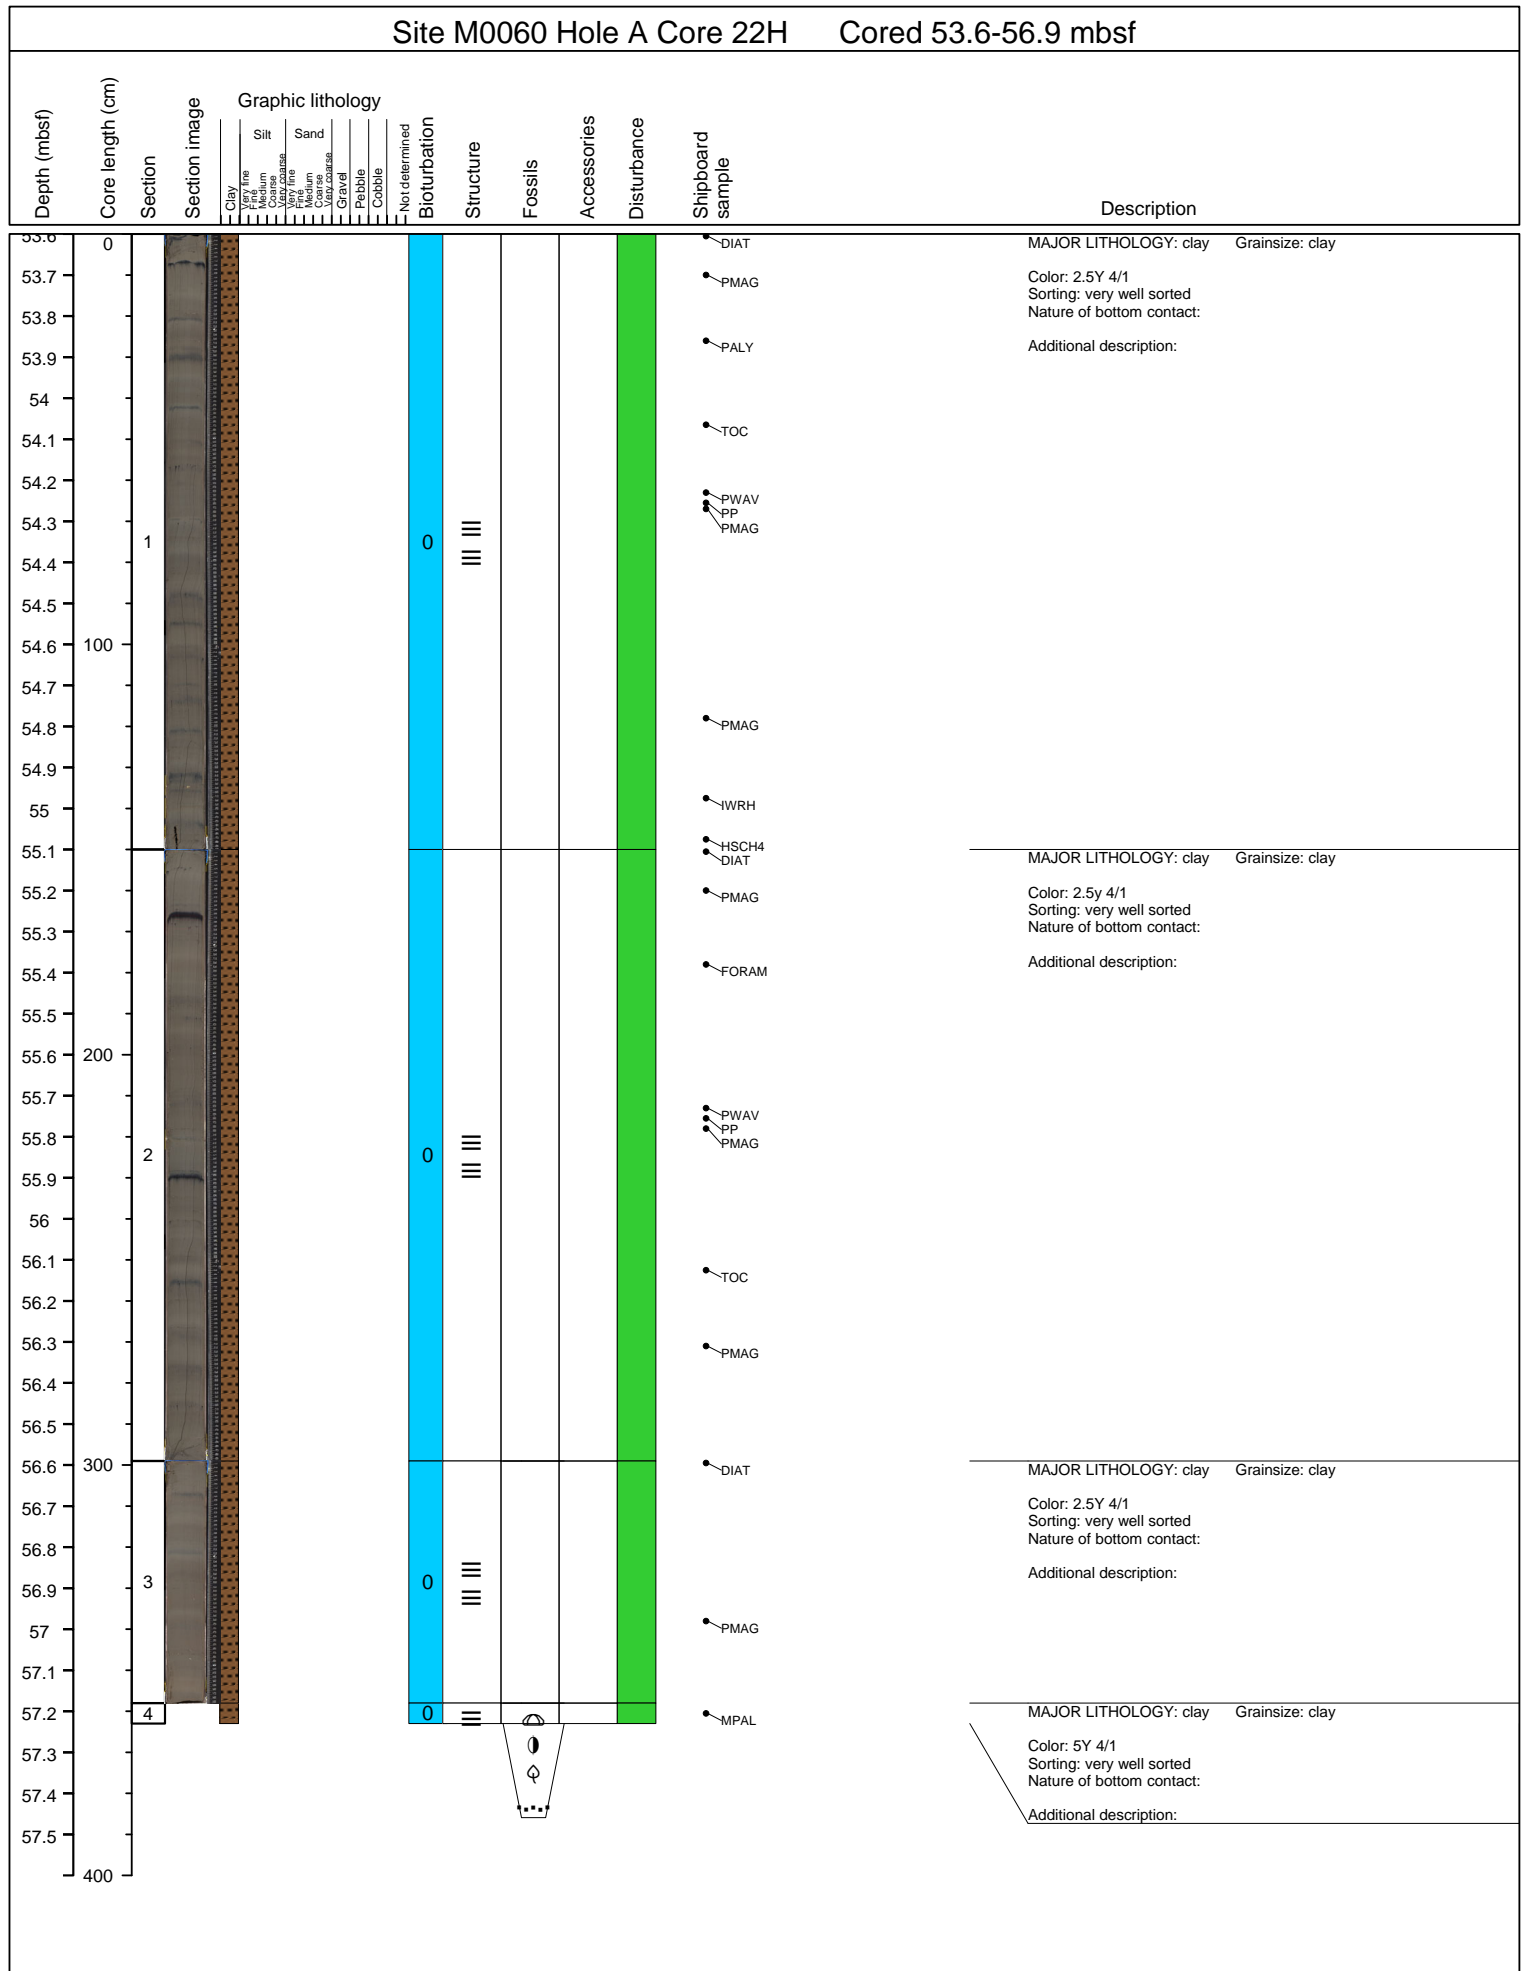 Site M0060 Hole A Core 22H Cored 53.6-56.9 mbsf
Depth (mbsf)
Core length (cm)
Section
Section image
Graphic lithology
Clay
Silt
Very fine
Fine
Medium
Coarse
Very coarse
Sand
Very fine
Fine
Medium
Coarse
Very coarse
Gravel
Pebble
Cobble
Not determined
Bioturbation
Structure
Fossils
Accessories
Disturbance
Shipboard
sample
Description
53.6 0 DIAT MAJOR LITHOLOGY: clay Grainsize: clay
53.7 PMAG Color: 2.5Y 4/1
Sorting: very well sorted
53.8 Nature of bottom contact:
53.9 PALY Additional description:
54
54.1 TOC
54.2 PWAV
54.3 PP
PMAG
1 0
54.4
54.5
54.6 100
54.7
54.8 PMAG
54.9
55 IWRH
HSCH4
55.1 DIAT MAJOR LITHOLOGY: clay Grainsize: clay
55.2 PMAG Color: 2.5y 4/1
Sorting: very well sorted
55.3 Nature of bottom contact:
55.4 FORAM Additional description:
55.5
55.6 200
55.7 PWAV
PP
55.8 PMAG
2 0
55.9
56
56.1 TOC
56.2
56.3 PMAG
56.4
56.5
56.6 300 DIAT MAJOR LITHOLOGY: clay Grainsize: clay
56.7 Color: 2.5Y 4/1
Sorting: very well sorted
56.8 Nature of bottom contact:
Additional description:
3 0
56.9
57 PMAG
57.1
57.2 4 0 MPAL MAJOR LITHOLOGY: clay Grainsize: clay
57.3 Color: 5Y 4/1
Sorting: very well sorted
Nature of bottom contact:
57.4
Additional description:
57.5
400